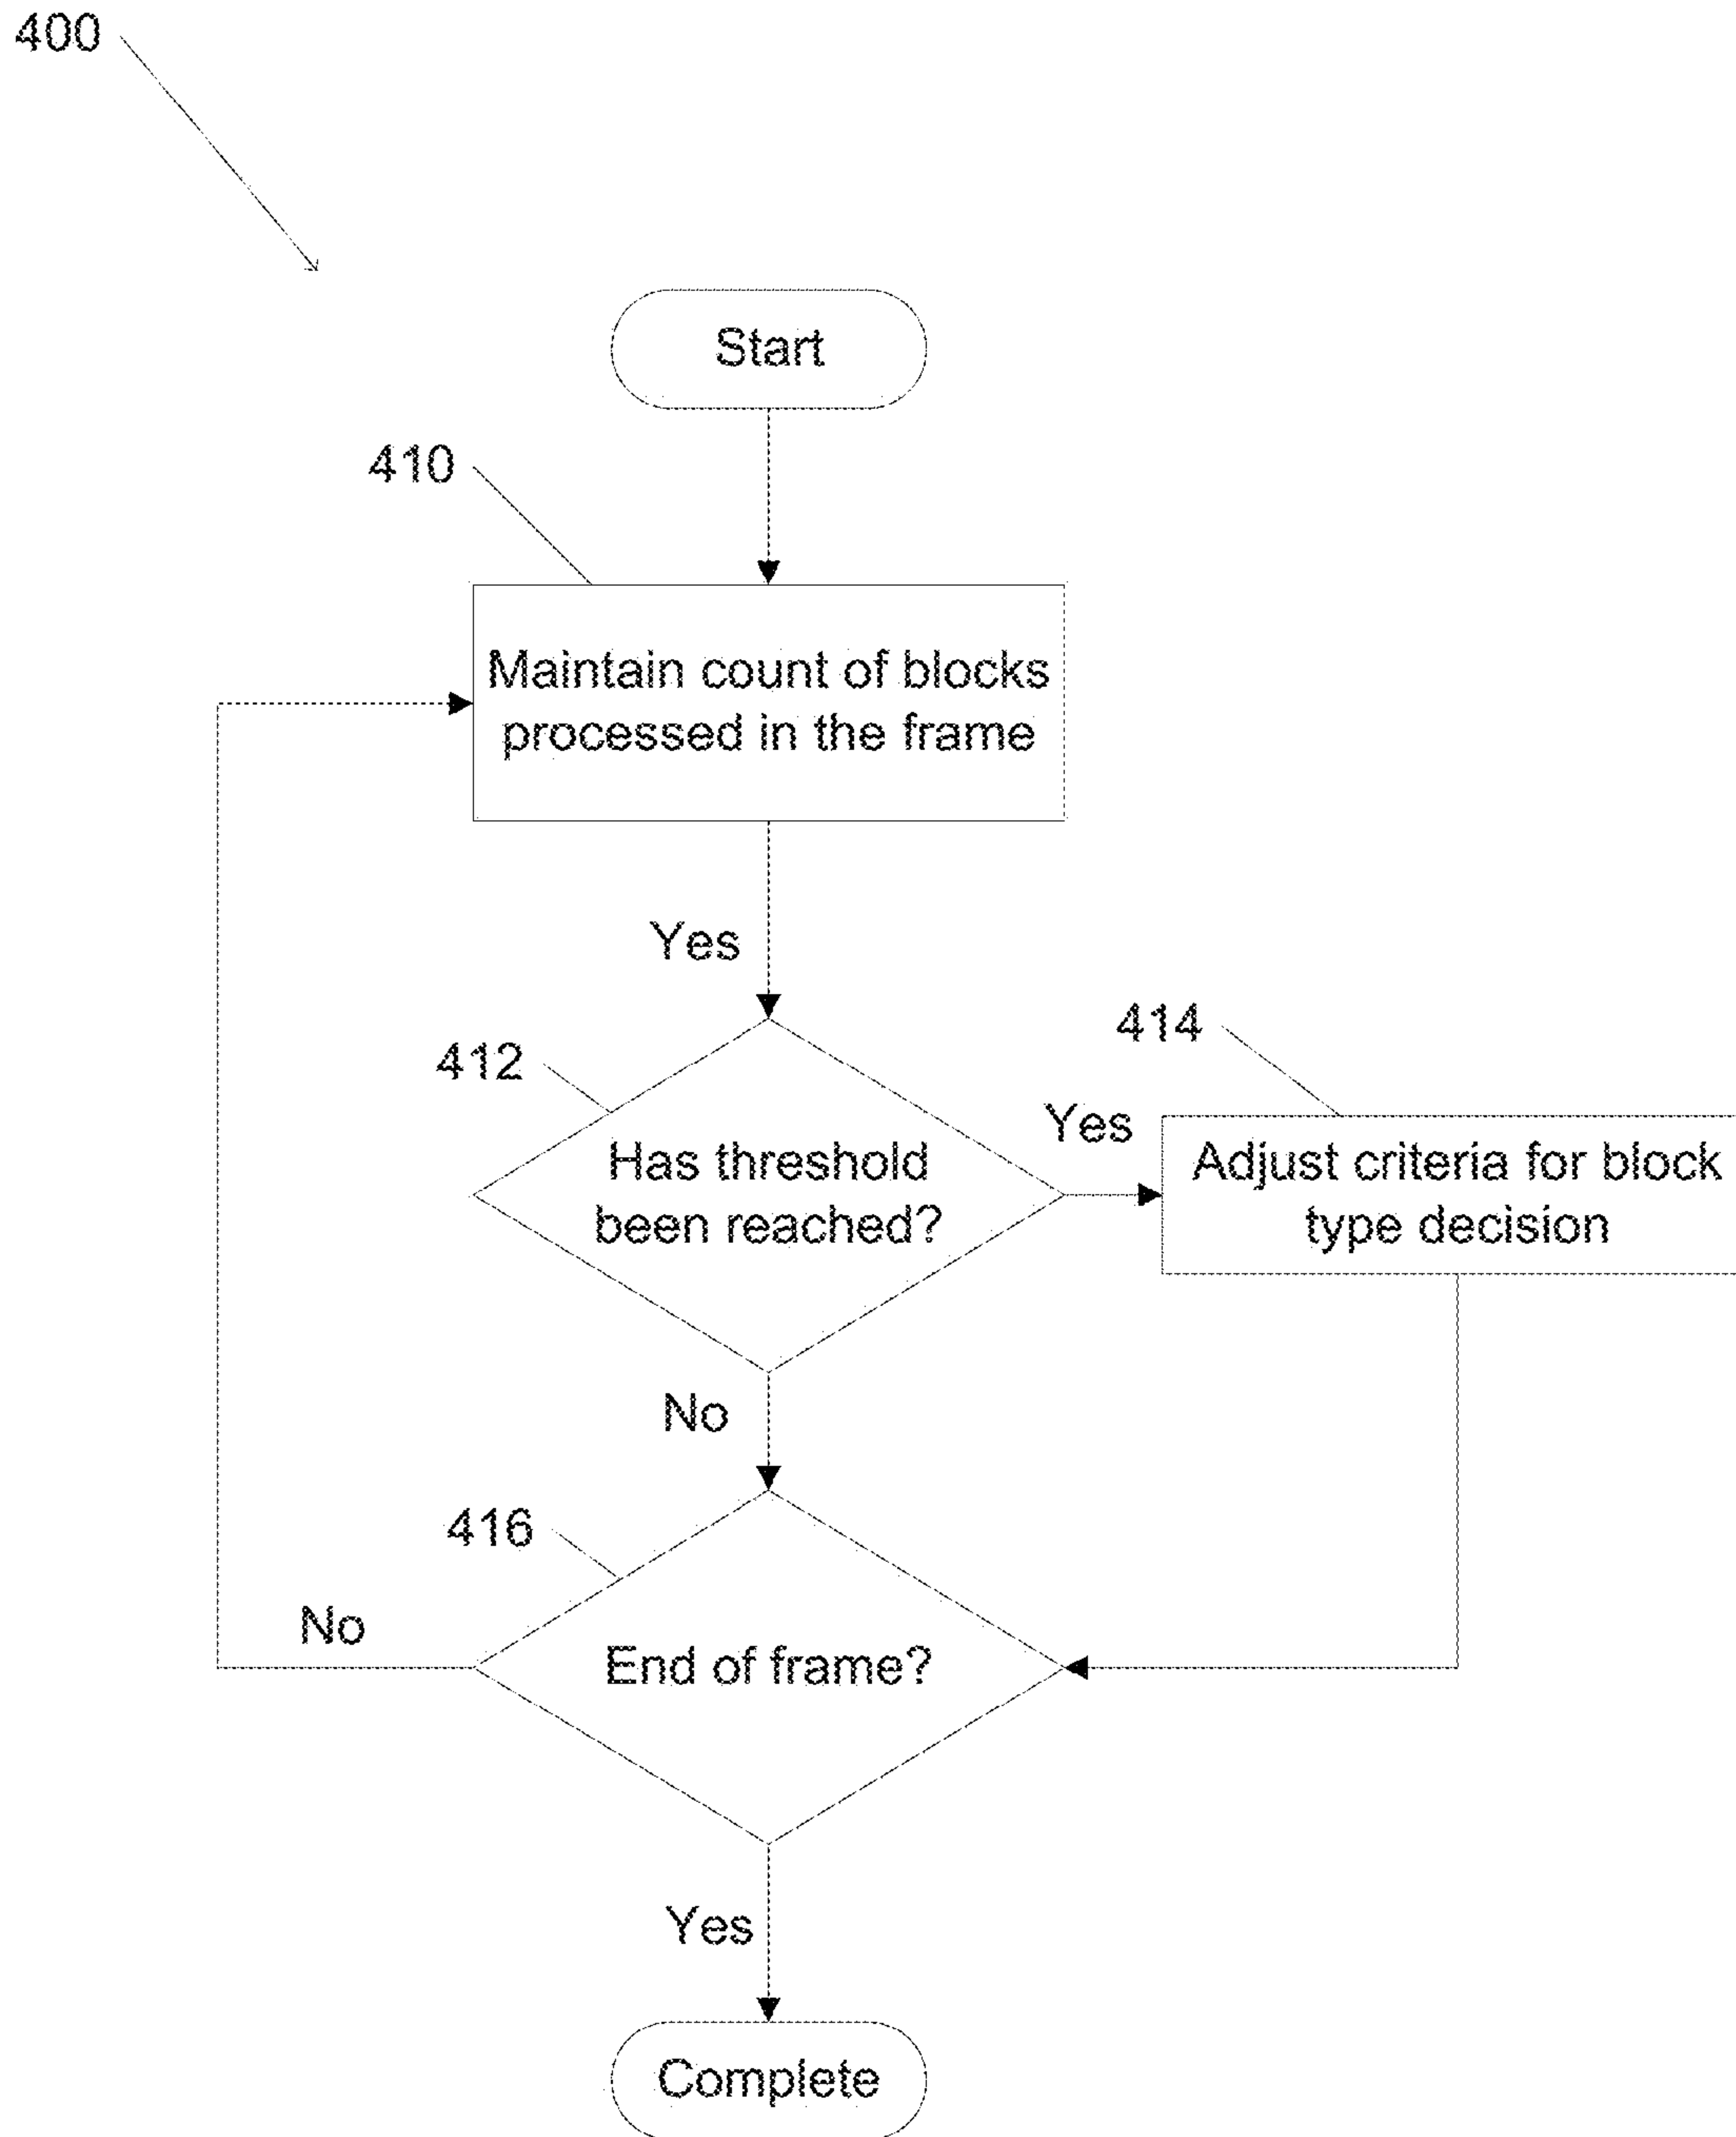 400
Start
410
Maintain count of blocks
processed in the frame
Yes
412
414
Yes
Has threshold
been reached?
Adjust criteria for block
type decision
No
416
No
End of frame?
Yes
Complete